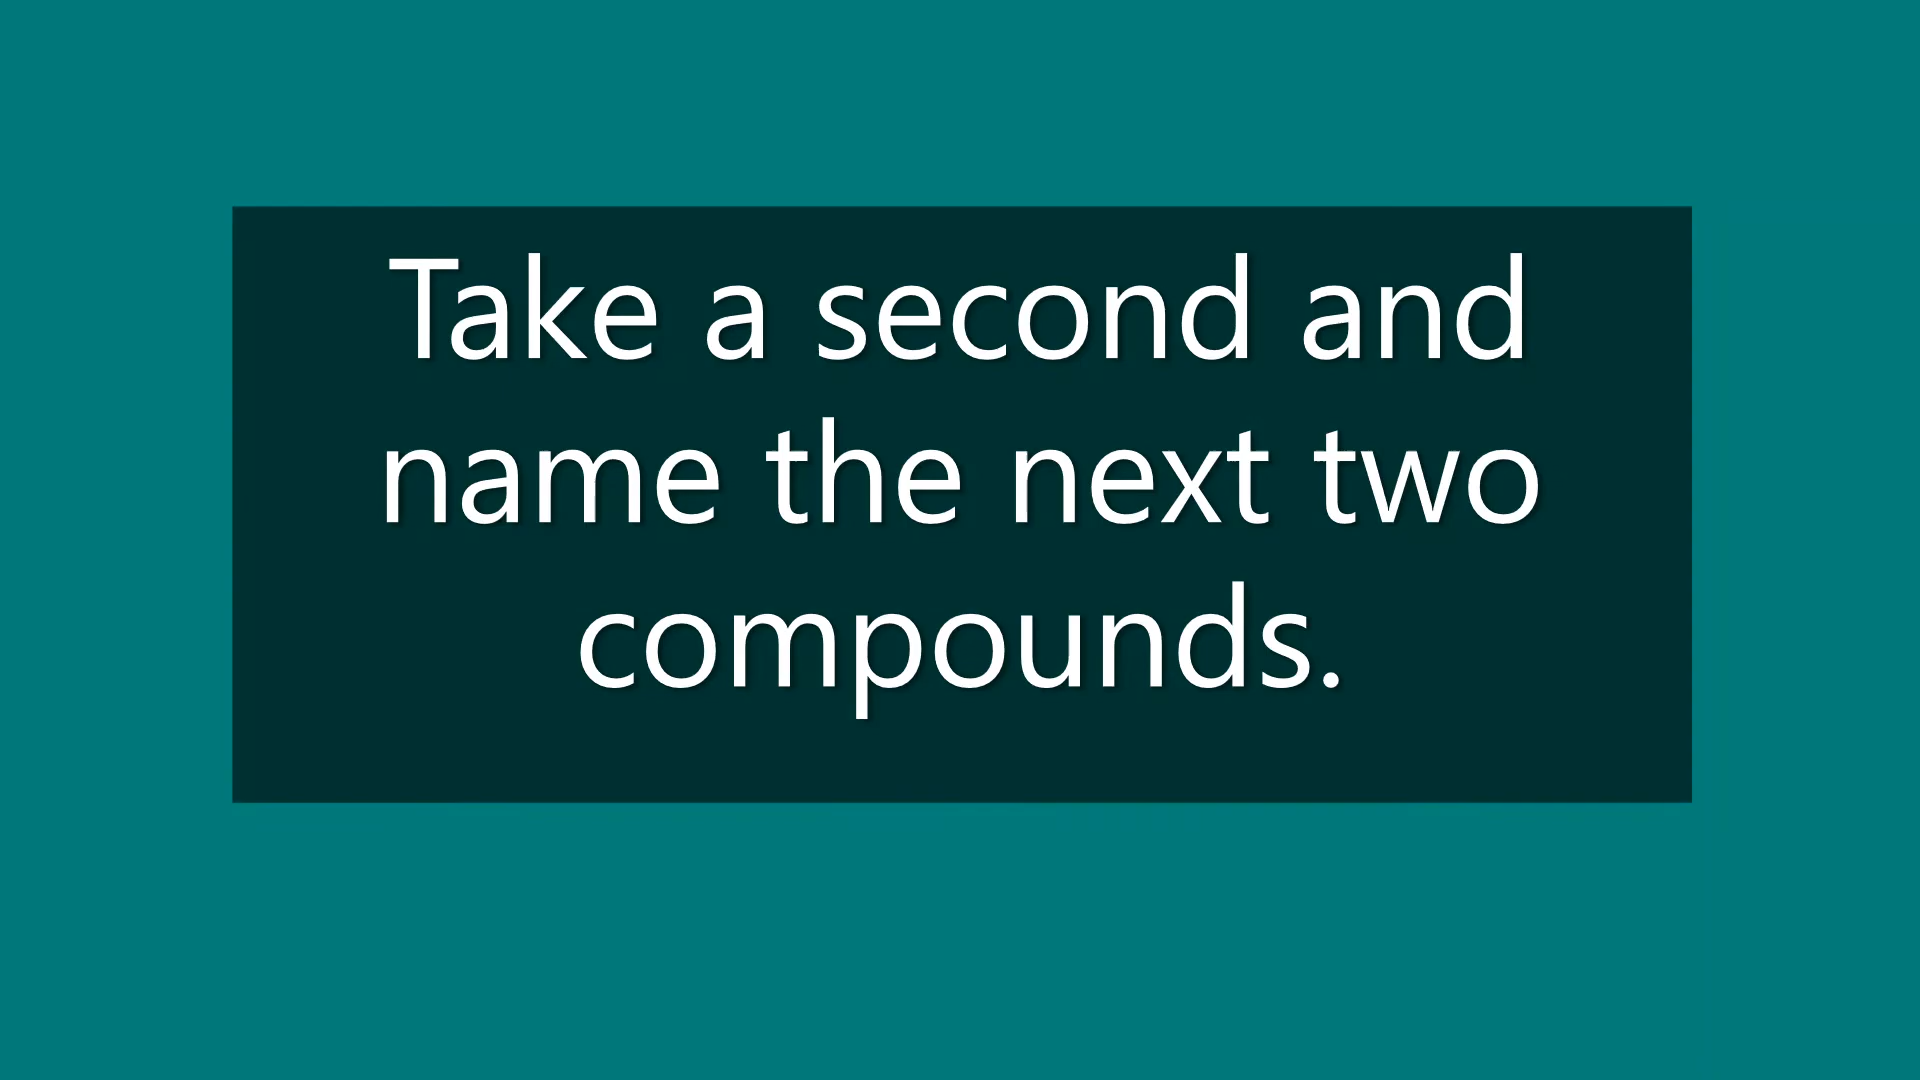 Take a second and
name the next two
compounds.